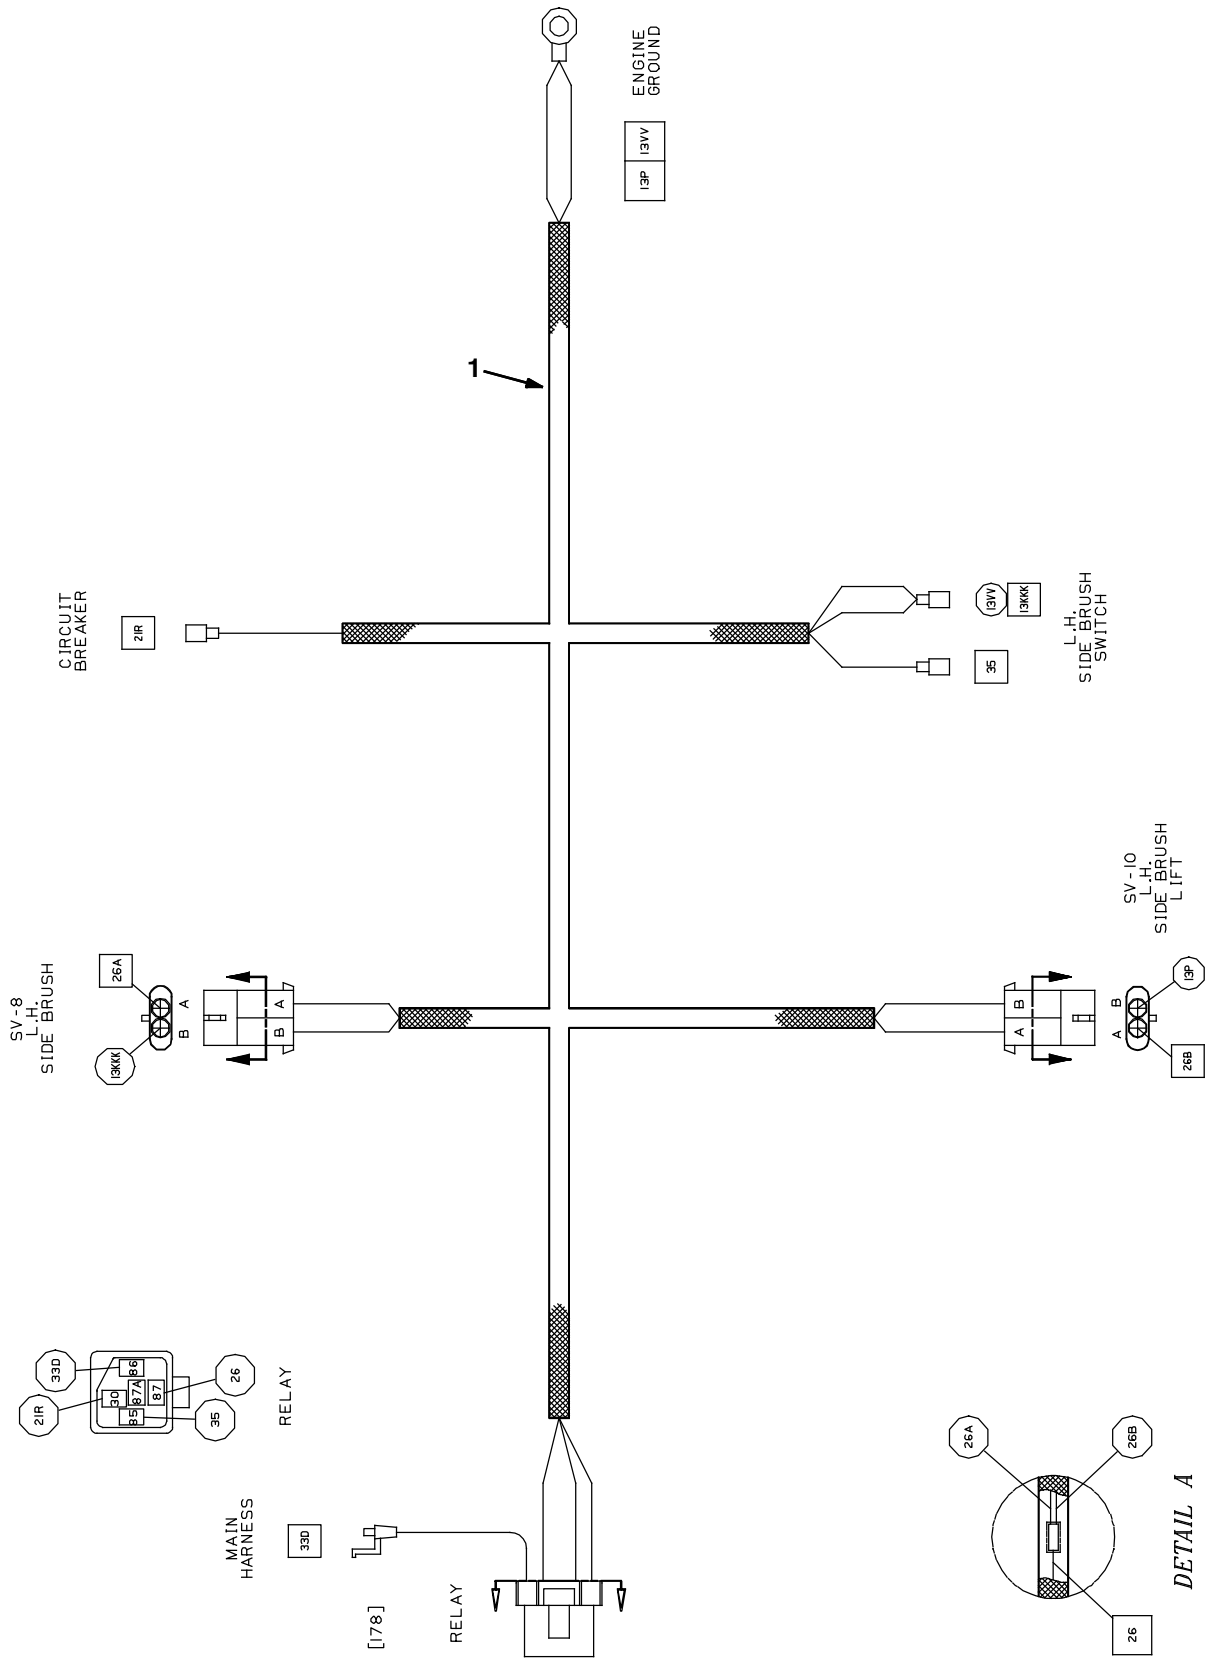 ENGINE
GROUND
13P 13VV
1
CIRCUIT
BREAKER
21R
13VV
13KKK
35
L.H.
SIDE BRUSH
SWITCH
SV-8
L.H.
SIDE BRUSH
26A
13KKK
B A
B A
SV-10
L.H.
SIDE BRUSH
LIFT
A B
A B
13P
26B
33D
21R
86
30
87A
87
85
26
35
RELAY
MAIN
HARNESS
33D
[178]
RELAY
26A
26B
26
DETAIL A